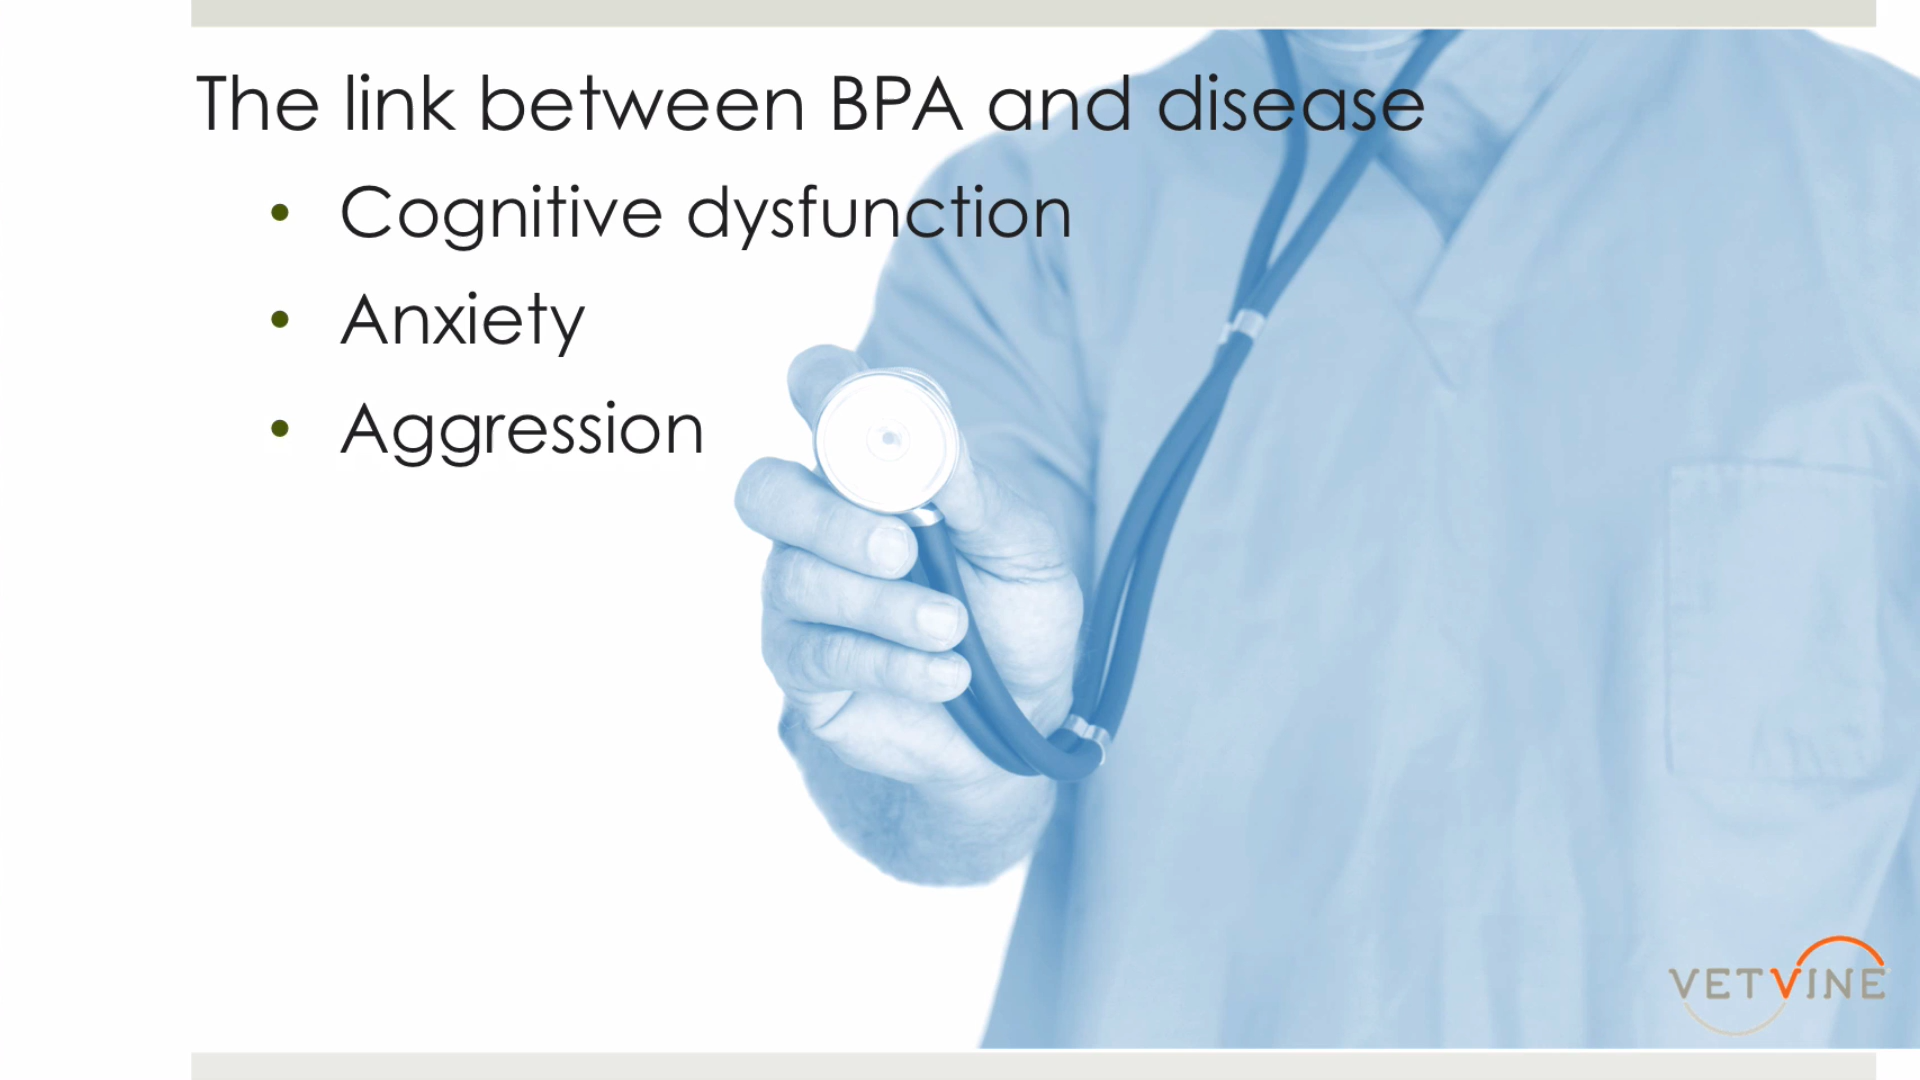 The link between BPA and disease
• Cognitive dysfunction
• Anxiety
• Aggression
VETVINE